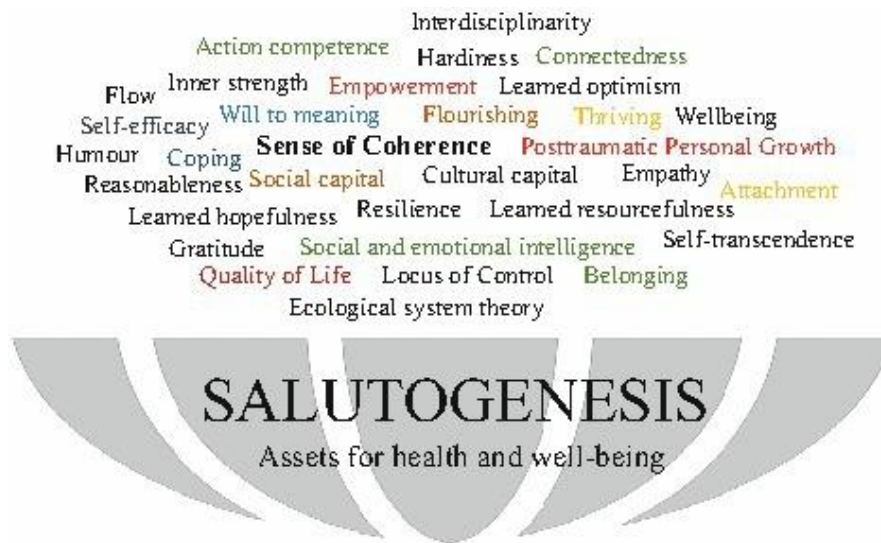 Interdisciplinarity
Action competence Hardiness Connectedness
Flow Inner strength Empowerment Learned optimism
Self-efficacy Will to meaning Flourishing Thriving Wellbeing
Humour Coping Sense of Coherence Posttraumatic Personal Growth
Reasonableness Social capital Cultural capital Empathy Attachment
Learned hopefulness Resilience Learned resourcefulness
Gratitude Social and emotional intelligence Self-transcendence
Quality of Life Locus of Control Belonging
Ecological system theory
SALUTOGENESIS
Assets for health and well-being